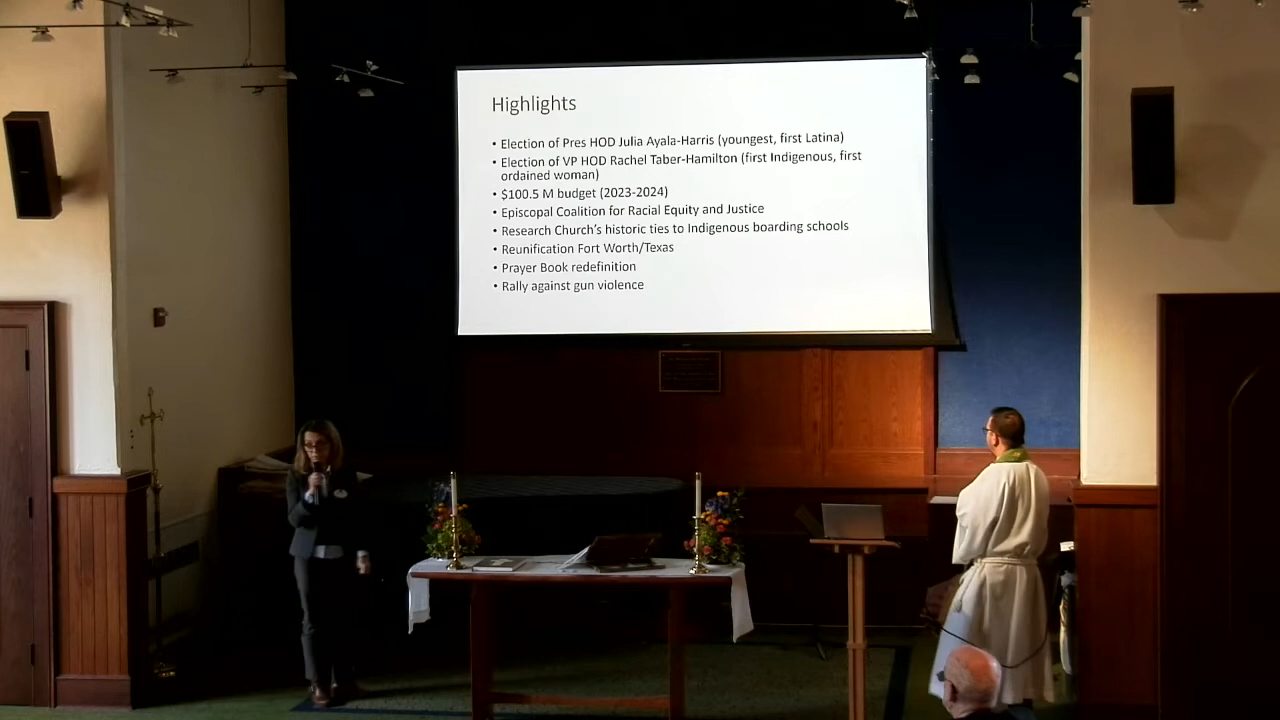 Highlights
• Election of Pres HOD Julia Ayala-Harris (youngest, first Latina)
• Election of VP HOD Rachel Taber-Hamilton (first Indigenous, first
ordained woman)
• $100.5 M budget (2023-2024)
• Episcopal Coalition for Racial Equity and Justice
• Research Church's historic ties to Indigenous boarding schools
• Reunification Fort Worth/Texas
• Prayer Book redefinition
• Rally against gun violence